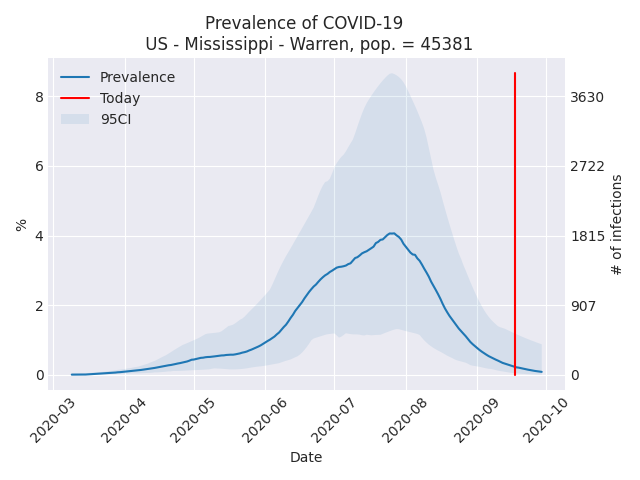 Prevalence of COVID-19
US - Mississippi - Warren, pop. = 45381
Prevalence
Today
95CI
8
6
4
2
0
%
3630
2722
1815
907
0
# of infections
2020-03
2020-04
2020-05
2020-06
2020-07
2020-08
2020-09
2020-10
Date